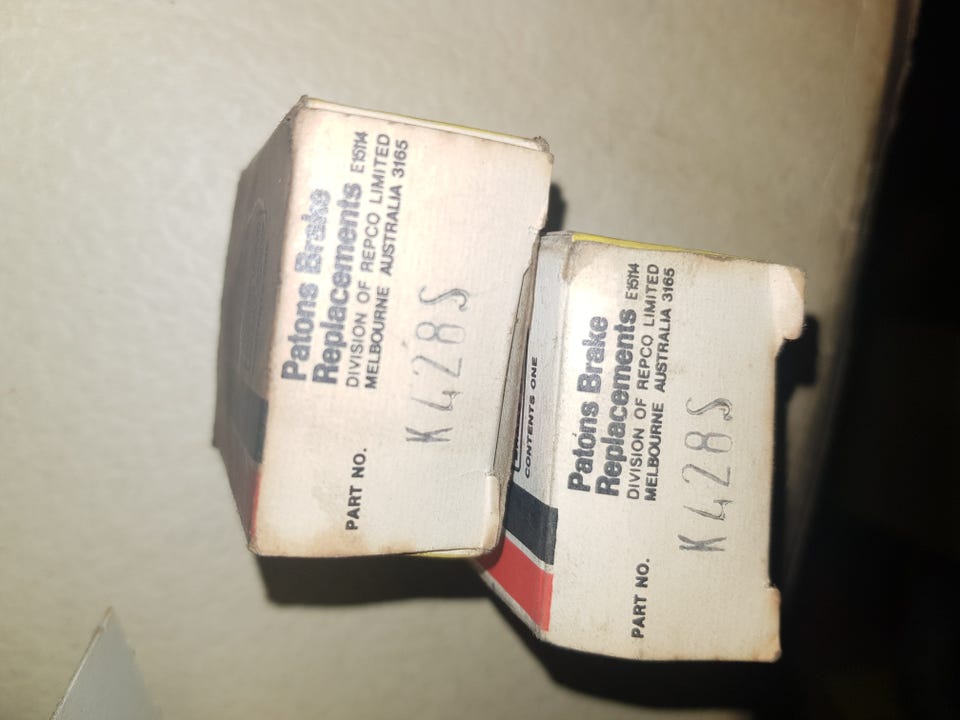 Patons Brake
Replacements E15114
DIVISION OF REPCO LIMITED
MELBOURNE AUSTRALIA 3165
PART NO.
K428S
CONTENTS ONE
Patons Brake
Replacements E15114
DIVISION OF REPCO LIMITED
MELBOURNE AUSTRALIA 3165
PART NO.
K428S